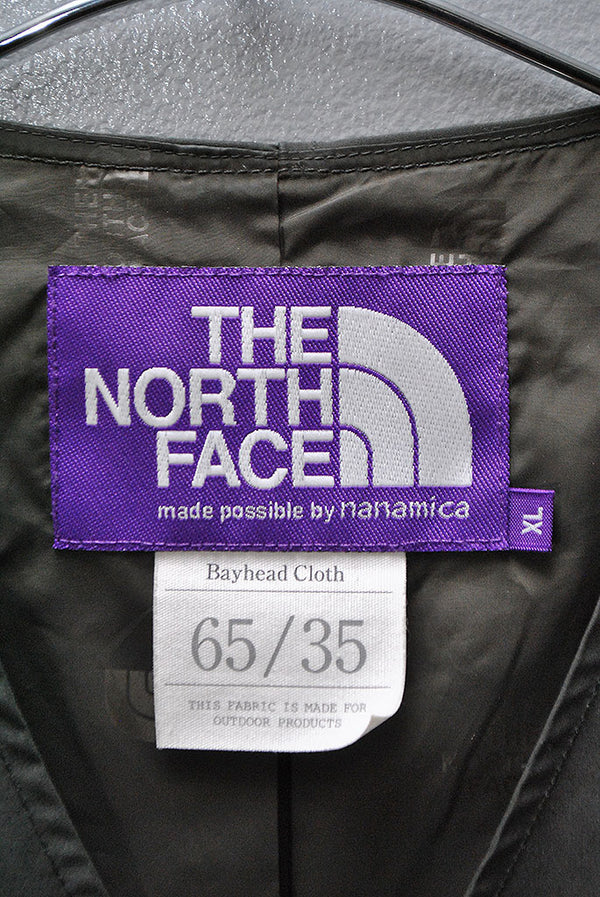 THE
NORTH
FACE
made possible by nanamica
XL
Bayhead Cloth
65/35
THIS FABRIC IS MADE FOR
OUTDOOR PRODUCTS